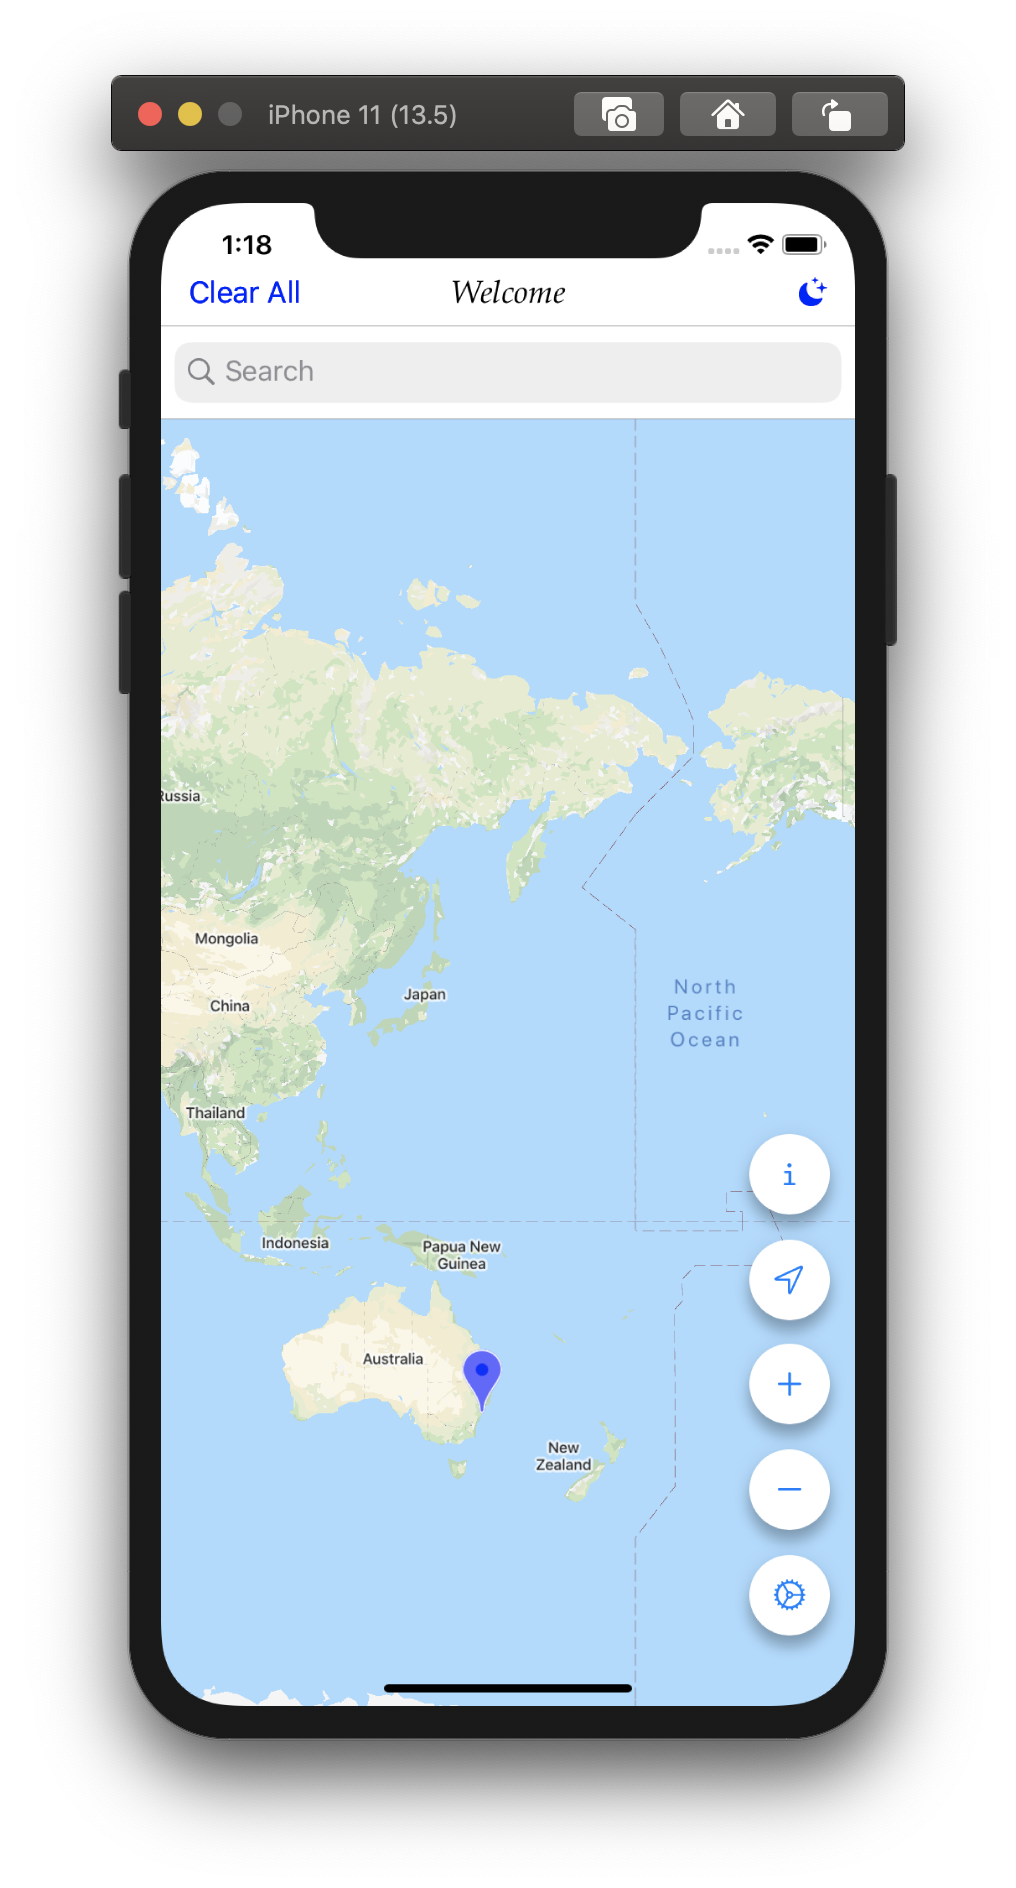 iPhone 11 (13.5)
1:18
Clear All
Welcome
Search
Russia
Mongolia
China
Japan
North
Pacific
Ocean
Thailand
i
Indonesia
Papua New
Guinea
Australia
New
Zealand